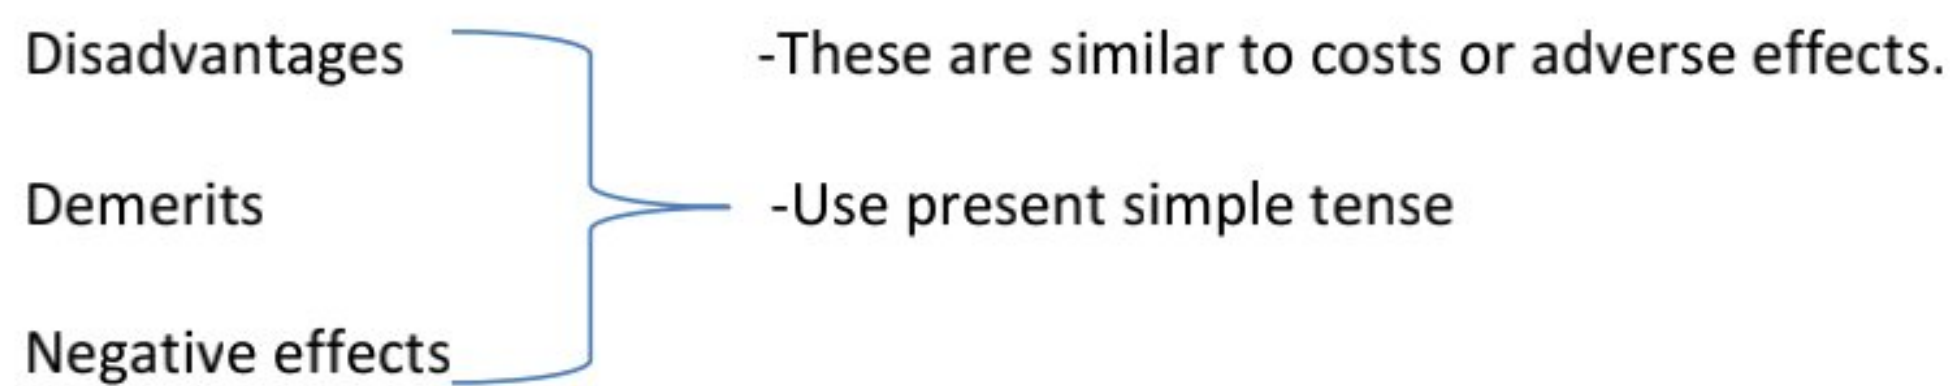 Disadvantages -These are similar to costs or adverse effects.
Demerits -Use present simple tense
Negative effects